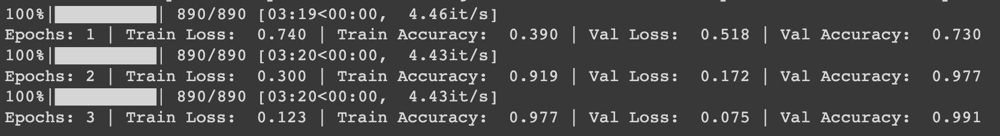 100%|██████████| 890/890 [03:19<00:00,  4.46it/s]
Epochs: 1 | Train Loss:  0.740 | Train Accuracy:  0.390 | Val Loss:  0.518 | Val Accuracy:  0.730
100%|██████████| 890/890 [03:20<00:00,  4.43it/s]
Epochs: 2 | Train Loss:  0.300 | Train Accuracy:  0.919 | Val Loss:  0.172 | Val Accuracy:  0.977
100%|██████████| 890/890 [03:20<00:00,  4.43it/s]
Epochs: 3 | Train Loss:  0.123 | Train Accuracy:  0.977 | Val Loss:  0.075 | Val Accuracy:  0.991